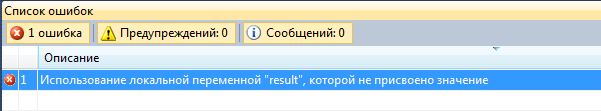 Список ошибок
1 ошибка Предупреждений: 0 Сообщений: 0
Описание
1 Использование локальной переменной "result", которой не присвоено значение